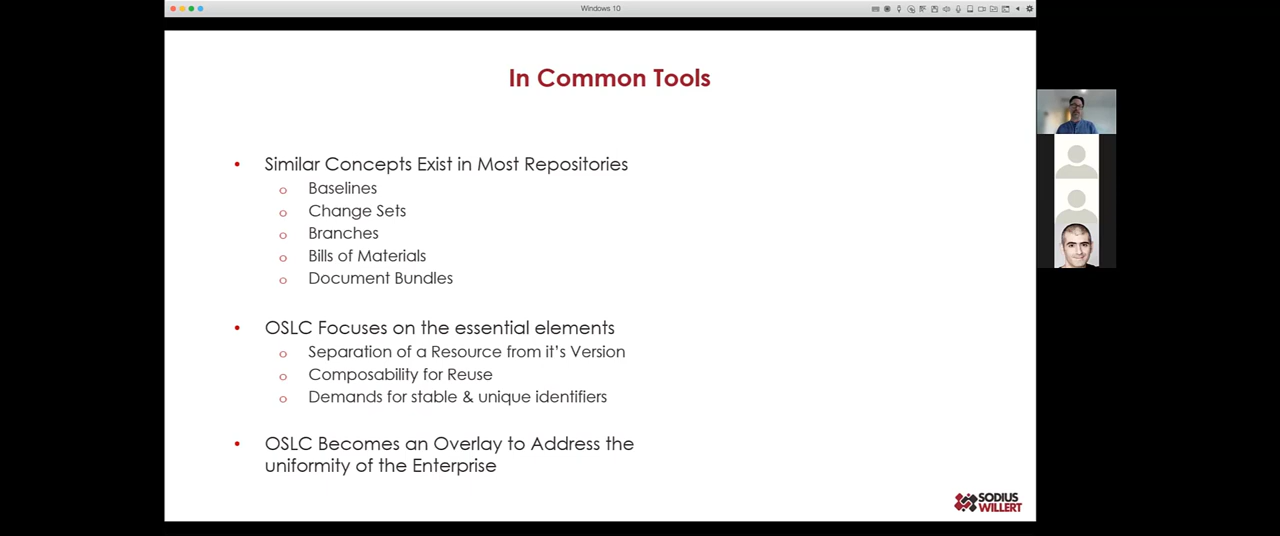 Windows 10
In Common Tools
• Similar Concepts Exist in Most Repositories
o Baselines
o Change Sets
o Branches
o Bills of Materials
o Document Bundles
• OSLC Focuses on the essential elements
o Separation of a Resource from it's Version
o Composability for Reuse
o Demands for stable & unique identifiers
• OSLC Becomes an Overlay to Address the
uniformity of the Enterprise
SODIUS
WILLERT